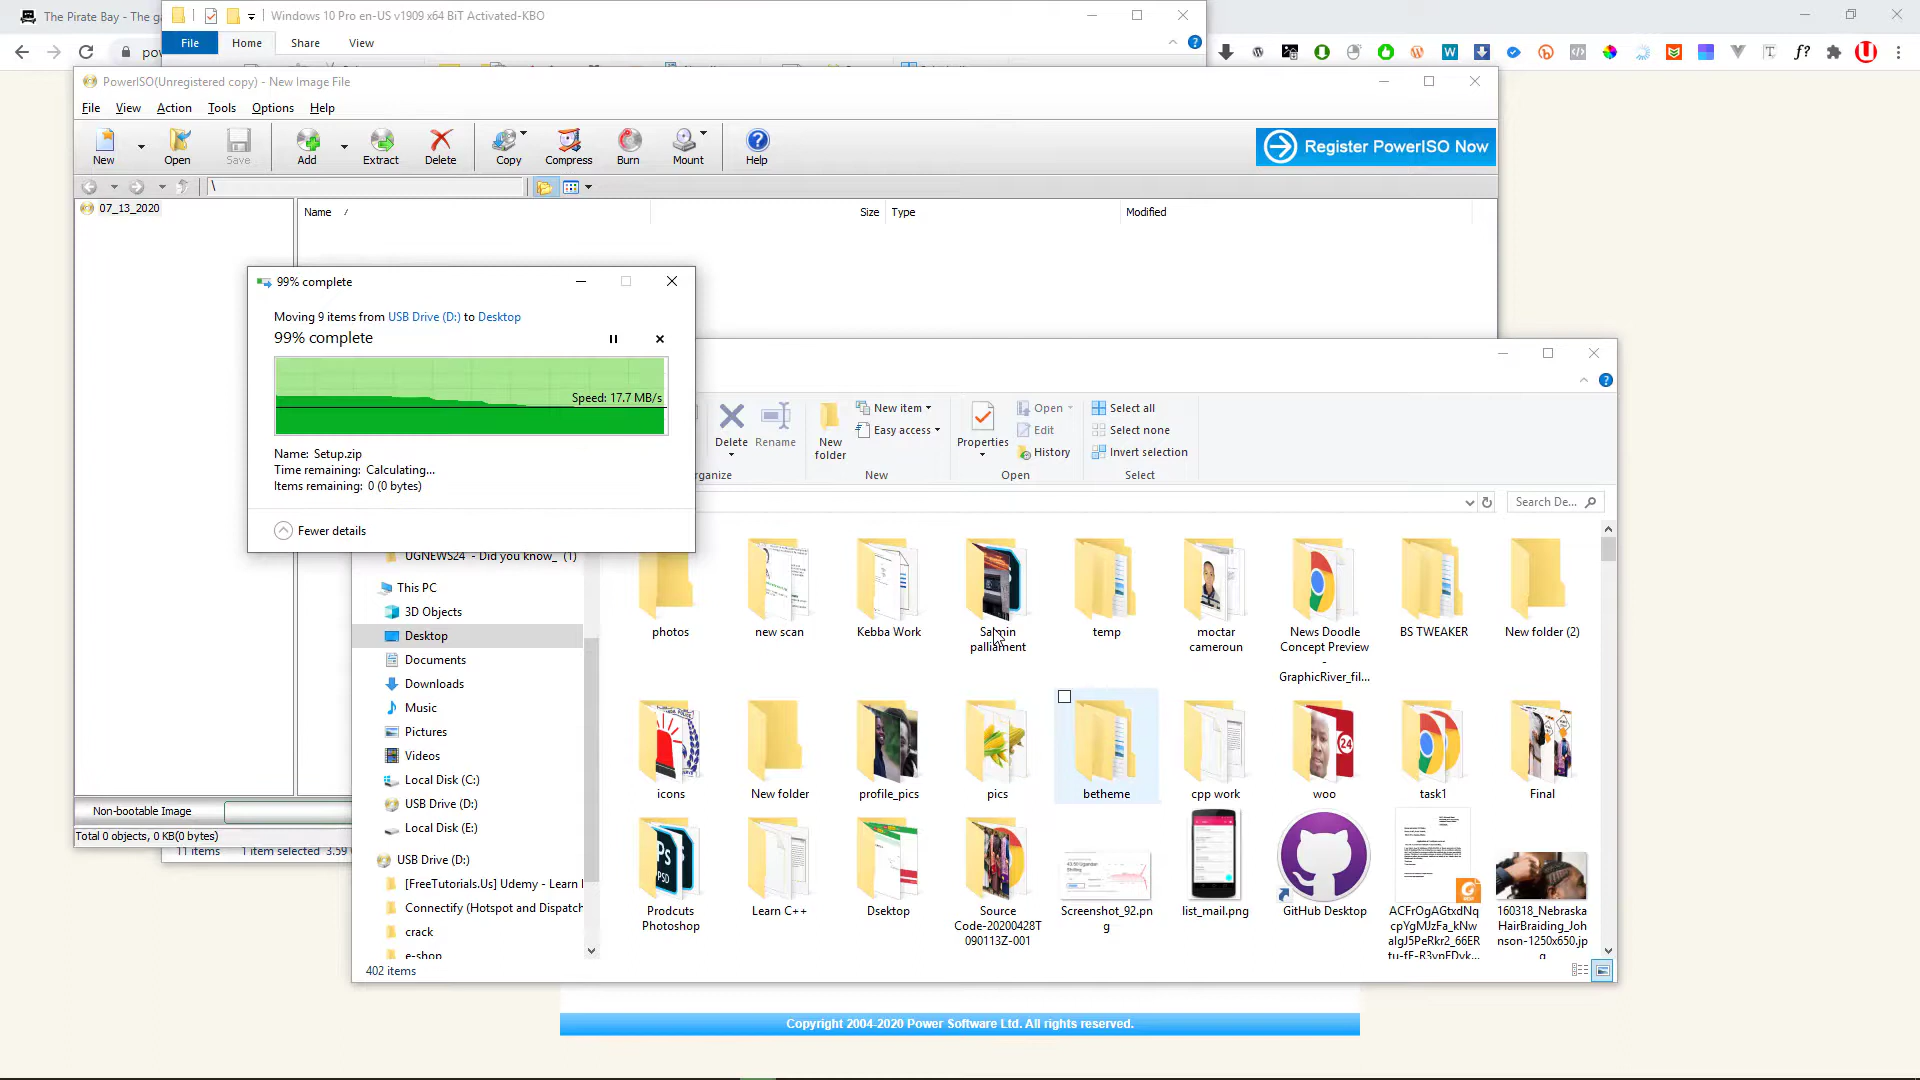 The Pirate Bay - The ga
Windows 10 Pro en-US v1909 x64 BiT Activated-KBO
File
Home
Share
View
pov
PowerISO(Unregistered copy) - New Image File
File
View
Action
Tools
Options
Help
New
Open
Save
Add
Extract
Delete
Copy
Compress
Burn
Mount
Help
Register PowerISO Now
\
07_13_2020
Name
Size
Type
Modified
99% complete
Moving 9 items from USB Drive (D:) to Desktop
99% complete
Speed: 17.7 MB/s
Name: Setup.zip
Time remaining: Calculating...
Items remaining: 0 (0 bytes)
Fewer details
Delete
Rename
New
folder
New item
Easy access
Properties
Open
Edit
History
Select all
Select none
Invert selection
rganize
New
Open
Select
Search De...
UGNEWS24 - Did you know_ (1)
This PC
3D Objects
Desktop
Documents
Downloads
Music
Pictures
Videos
Local Disk (C:)
USB Drive (D:)
Local Disk (E:)
USB Drive (D:)
[FreeTutorials.Us] Udemy - Learn I
Connectify (Hotspot and Dispatch
crack
e-shop
photos
new scan
Kebba Work
palliament
temp
moctar
cameroun
News Doodle
Concept Preview
-
GraphicRiver_fil...
BS TWEAKER
New folder (2)
icons
New folder
profile_pics
pics
betheme
cpp work
woo
task1
Final
Prodcuts
Photoshop
Learn C++
Dsektop
Source
Code-20200428T
090113Z-001
Screenshot_92.pn
g
list_mail.png
GitHub Desktop
ACFrOgAGtxdNq
cpYgMJzFa_kNw
algJ5PeRkr2_66ER
160318_Nebraska
HairBraiding_Joh
nson-1250x650.jp
g
402 items
Non-bootable Image
Total 0 objects, 0 KB(0 bytes)
11 items
1 item selected 3.59
Copyright 2004-2020 Power Software Ltd. All rights reserved.